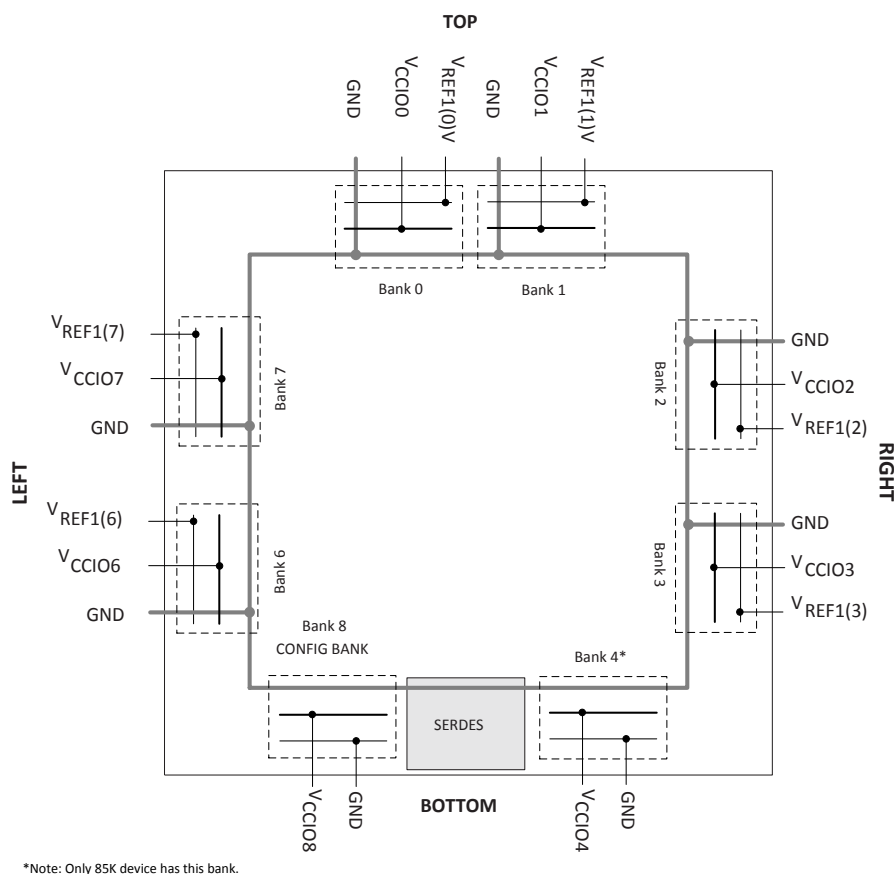 TOP
GND
VCCIO0
VREF1(0)V
GND
VCCIO1
VREF1(1)V
Bank 0
Bank 1
VREF1(7)
VCCIO7
GND
Bank 7
Bank 2
GND
VCCIO2
VREF1(2)
LEFT
RIGHT
VREF1(6)
VCCIO6
GND
Bank 6
Bank 3
GND
VCCIO3
VREF1(3)
Bank 8
CONFIG BANK
Bank 4*
SERDES
VCCIO8
GND
BOTTOM
VCCIO4
GND
*Note: Only 85K device has this bank.